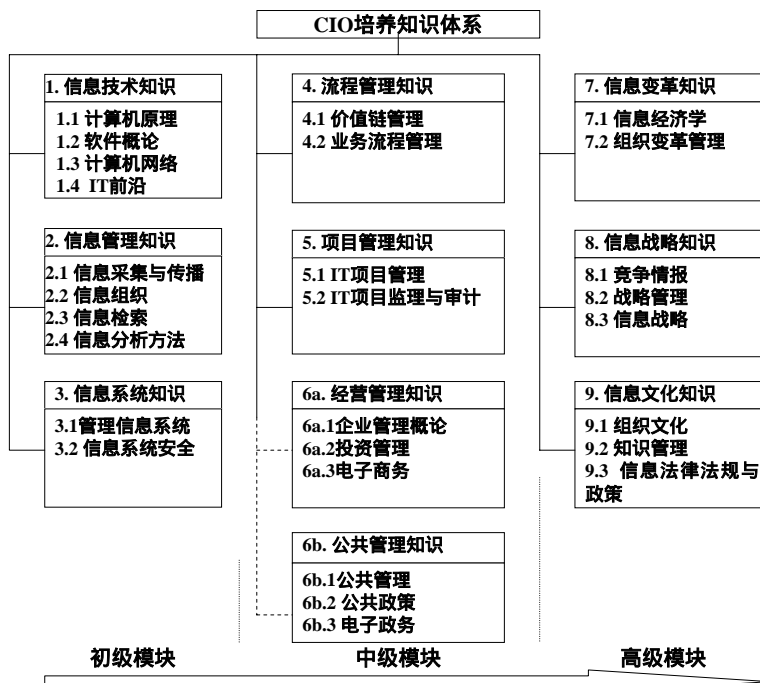 CIO培养知识体系
1. 信息技术知识
1.1 计算机原理
1.2 软件概论
1.3 计算机网络
1.4 IT前沿
2. 信息管理知识
2.1 信息采集与传播
2.2 信息组织
2.3 信息检索
2.4 信息分析方法
3. 信息系统知识
3.1管理信息系统
3.2 信息系统安全
4. 流程管理知识
4.1 价值链管理
4.2 业务流程管理
5. 项目管理知识
5.1 IT项目管理
5.2 IT项目监理与审计
6a. 经营管理知识
6a.1企业管理概论
6a.2投资管理
6a.3电子商务
6b. 公共管理知识
6b.1公共管理
6b.2 公共政策
6b.3 电子政务
7. 信息变革知识
7.1 信息经济学
7.2 组织变革管理
8. 信息战略知识
8.1 竞争情报
8.2 战略管理
8.3 信息战略
9. 信息文化知识
9.1 组织文化
9.2 知识管理
9.3 信息法律法规与
政策
初级模块
中级模块
高级模块